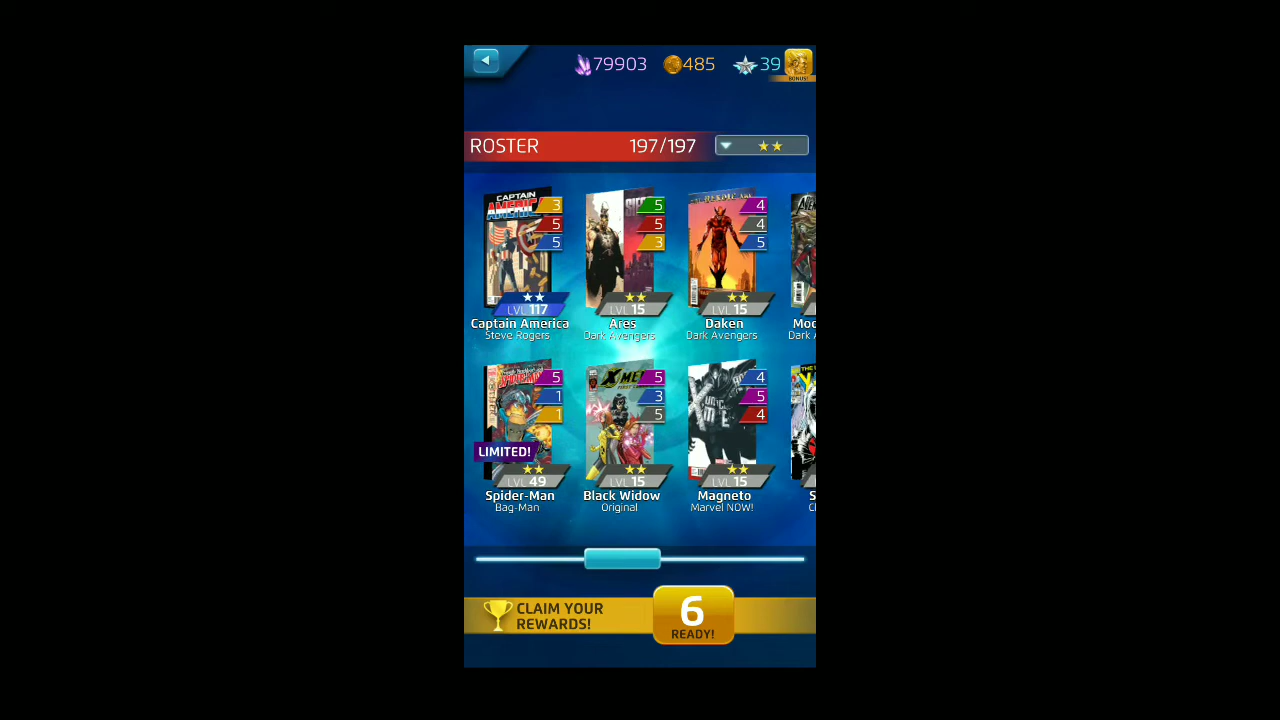 79903 485 39
BONUS!
ROSTER 197/197
CAPTAIN
3
5
5
LVL 117
Captain America
Steve Rogers
5
5
3
LVL 15
Ares
Dark Avengers
4
4
5
LVL 15
Daken
Dark Avengers
5
1
1
LIMITED!
LVL 49
Spider-Man
Bag-Man
X-ME
5
3
5
LVL 15
Black Widow
Original
4
5
4
LVL 15
Magneto
Marvel NOW!
CLAIM YOUR
REWARDS!
6
READY!